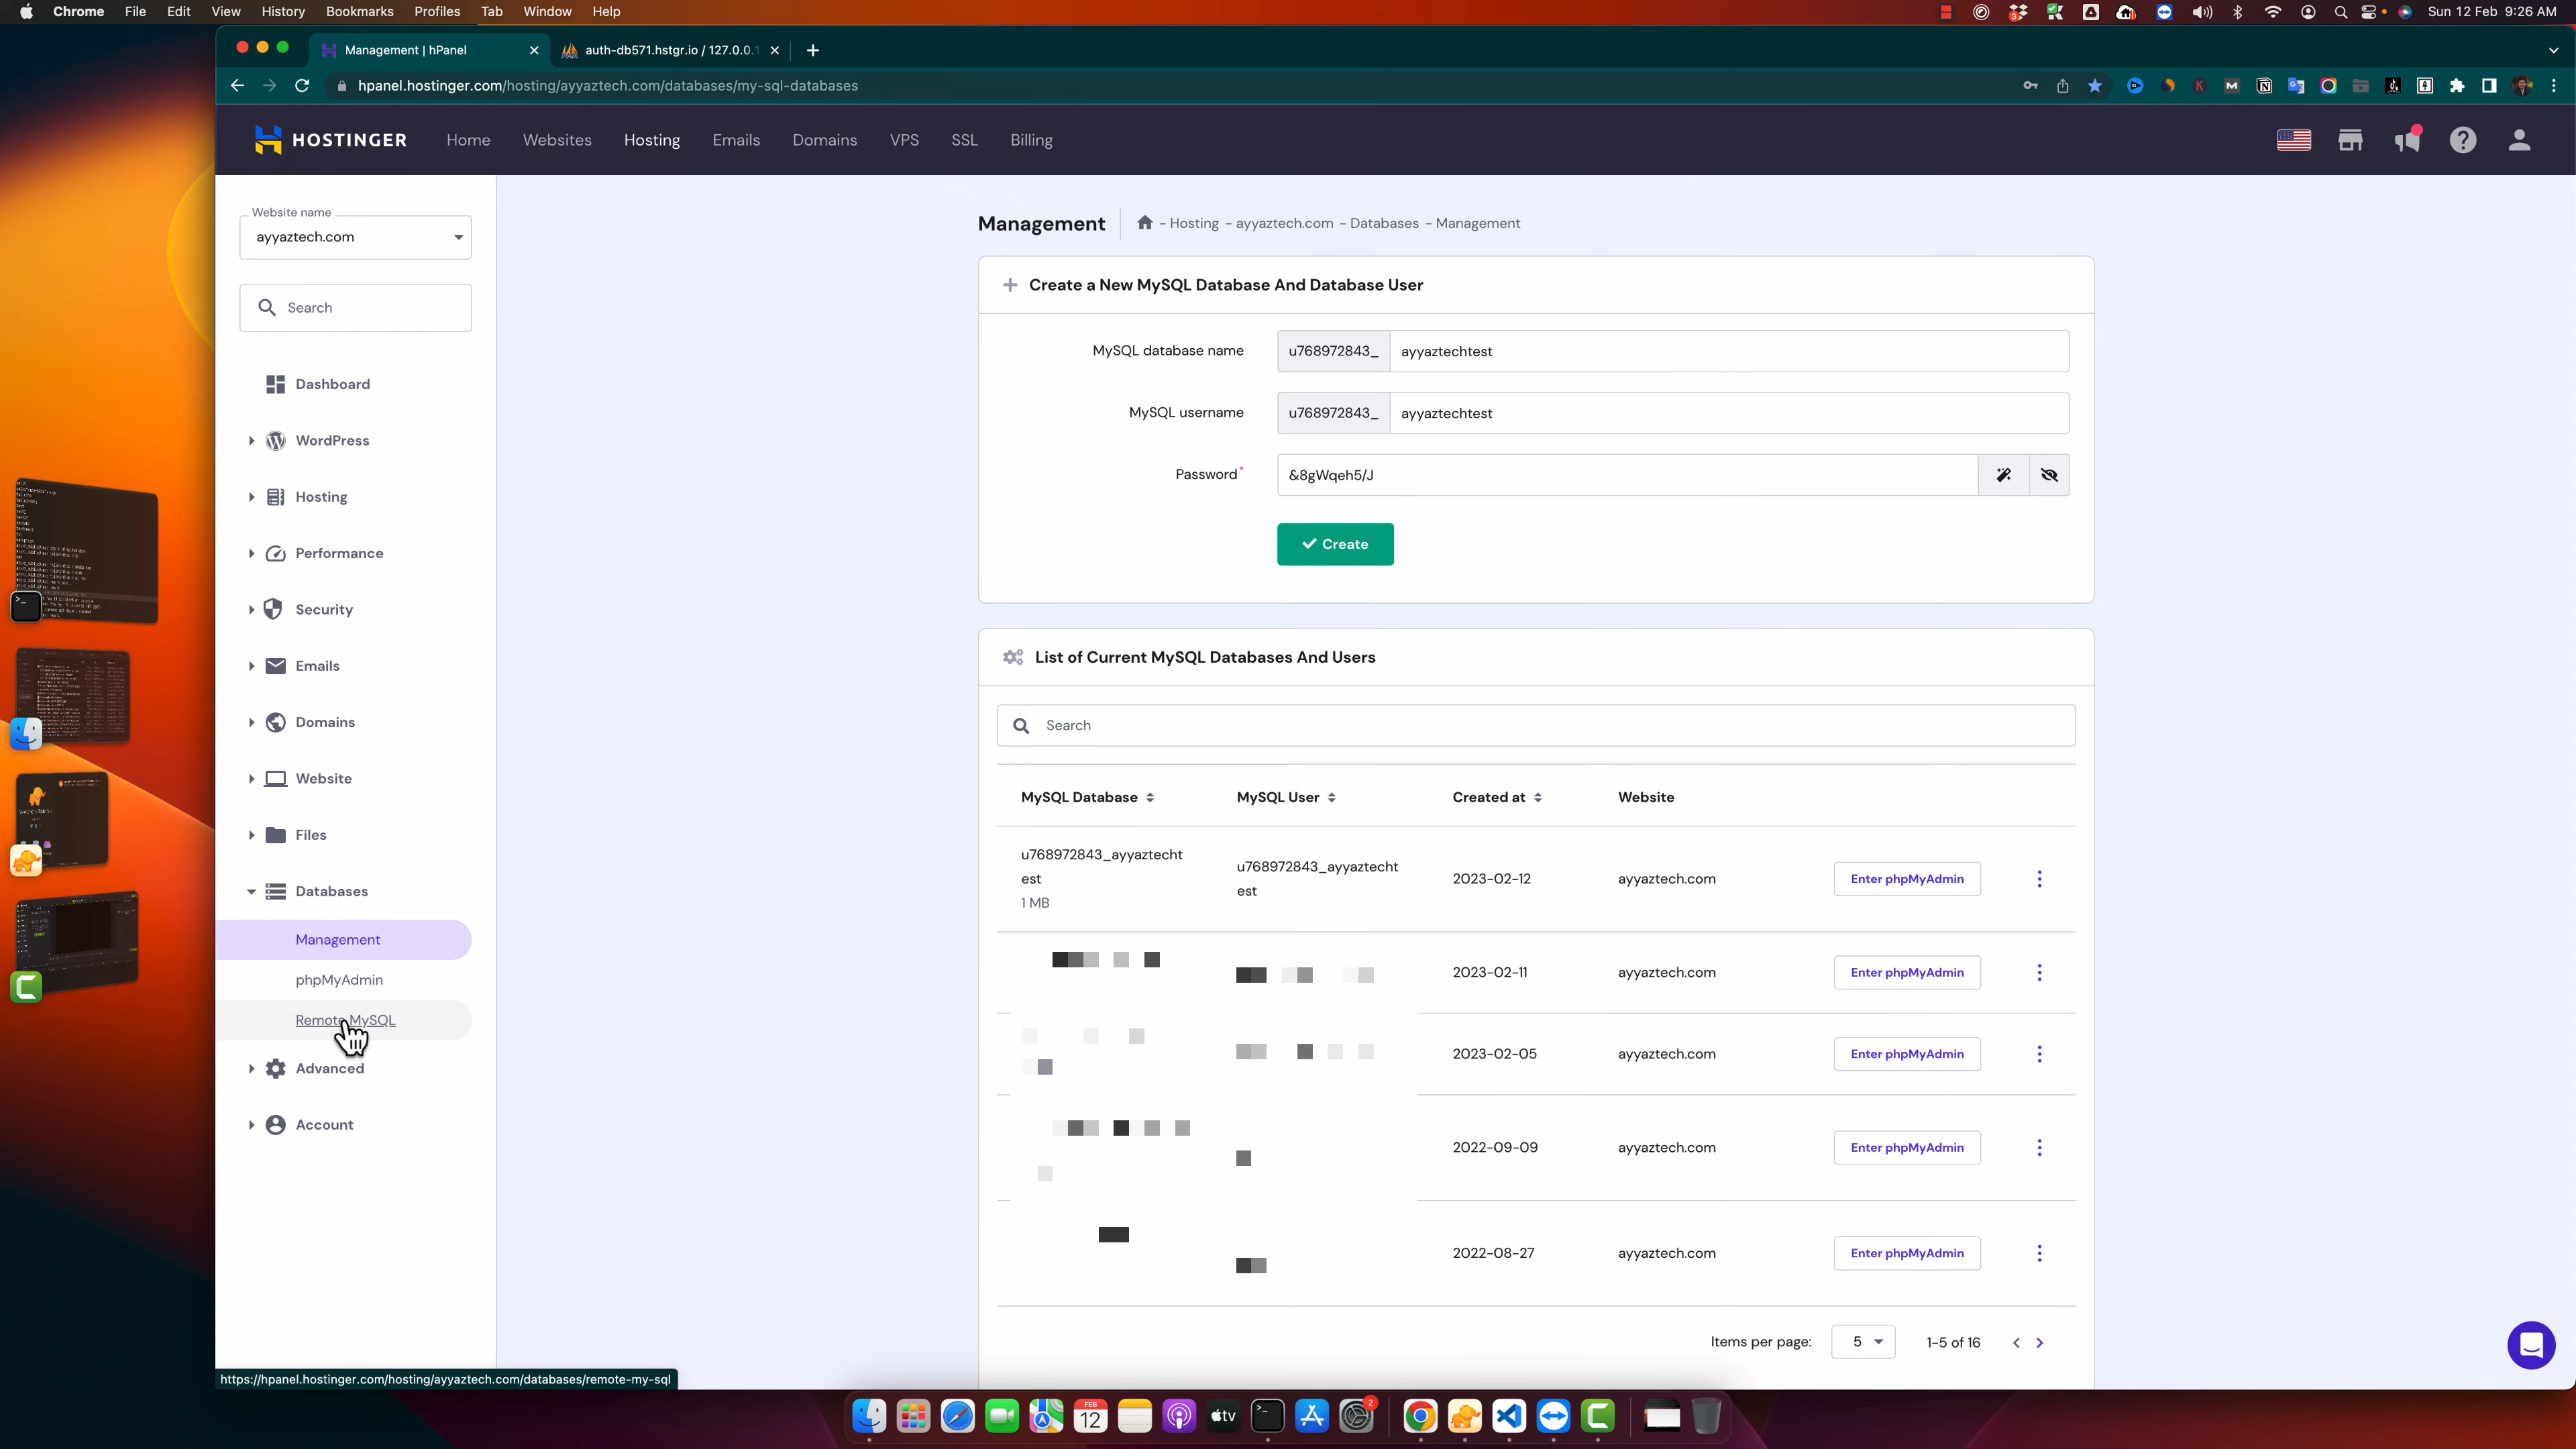 Chrome File Edit View History Bookmarks Profiles Tab Window Help
3
Sun 12 Feb 9:26 AM
Management | hPanel
auth-db571.hstgr.io / 127.0.0.1
hpanel.hostinger.com/hosting/ayyaztech.com/databases/my-sql-databases
HOSTINGER
Home Websites Hosting Emails Domains VPS SSL Billing
Website name
ayyaztech.com
Search
Dashboard
WordPress
Hosting
Performance
Security
Emails
Domains
Website
Files
Databases
Management
phpMyAdmin
Remote MySQL
Advanced
Account
Management
- Hosting - ayyaztech.com - Databases - Management
Create a New MySQL Database And Database User
MySQL database name u768972843_ ayyaztechtest
MySQL username u768972843_ ayyaztechtest
Password* &8gWqeh5/J
Create
List of Current MySQL Databases And Users
Search
MySQL Database MySQL User Created at Website
u768972843_ayyaztecht
est
1 MB
u768972843_ayyaztecht
est
2023-02-12 ayyaztech.com Enter phpMyAdmin
2023-02-11 ayyaztech.com Enter phpMyAdmin
2023-02-05 ayyaztech.com Enter phpMyAdmin
2022-09-09 ayyaztech.com Enter phpMyAdmin
2022-08-27 ayyaztech.com Enter phpMyAdmin
Items per page: 5 1-5 of 16
https://hpanel.hostinger.com/hosting/ayyaztech.com/databases/remote-my-sql
FEB
12
tv
2